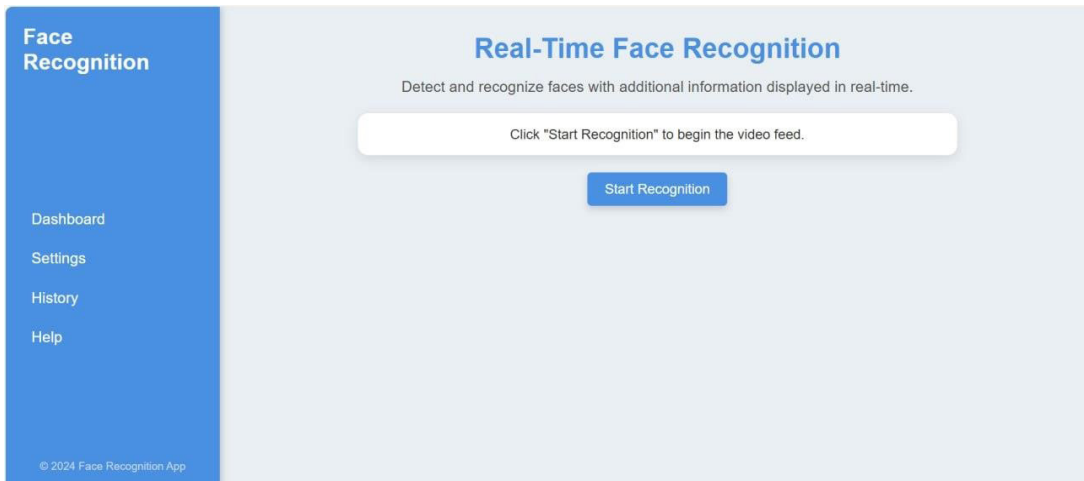 Face
Recognition
Dashboard
Settings
History
Help
© 2024 Face Recognition App
Real-Time Face Recognition
Detect and recognize faces with additional information displayed in real-time.
Click "Start Recognition" to begin the video feed.
Start Recognition